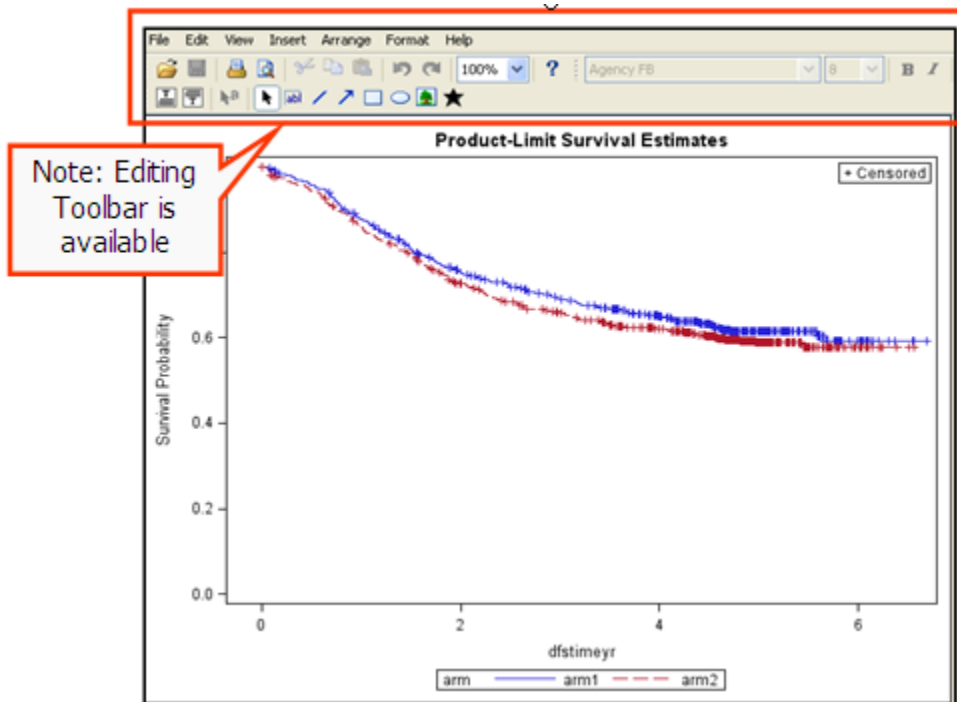 File Edit View Insert Arrange Format Help
100% ? Agency FB 8 B I
Product-Limit Survival Estimates
Note: Editing
Toolbar is
available
+ Censored
Survival Probability
0.6
0.4
0.2
0.0
0 2 4 6
dfstimeyr
arm arm1 arm2